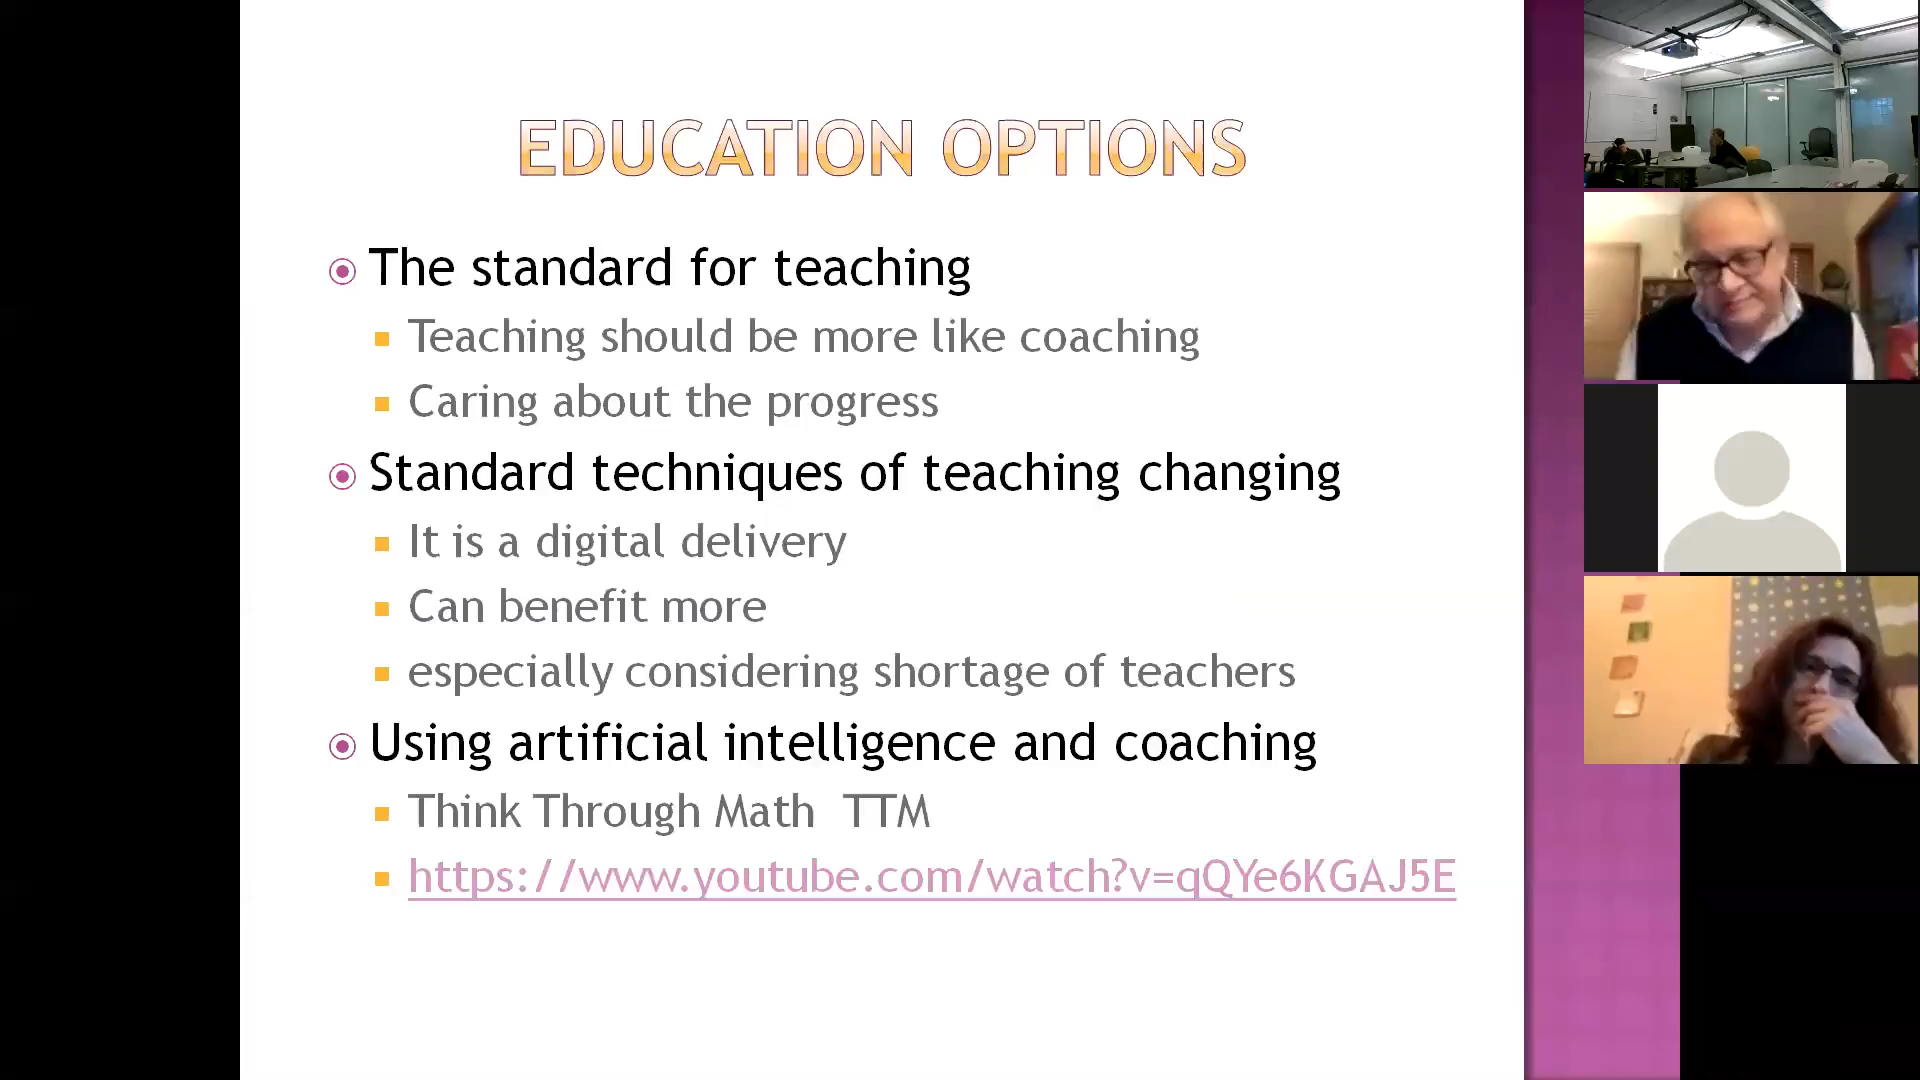 EDUCATION OPTIONS
The standard for teaching
Teaching should be more like coaching
Caring about the progress
Standard techniques of teaching changing
It is a digital delivery
Can benefit more
especially considering shortage of teachers
Using artificial intelligence and coaching
Think Through Math TTM
https://www.youtube.com/watch?v=qQYe6KGAJ5E